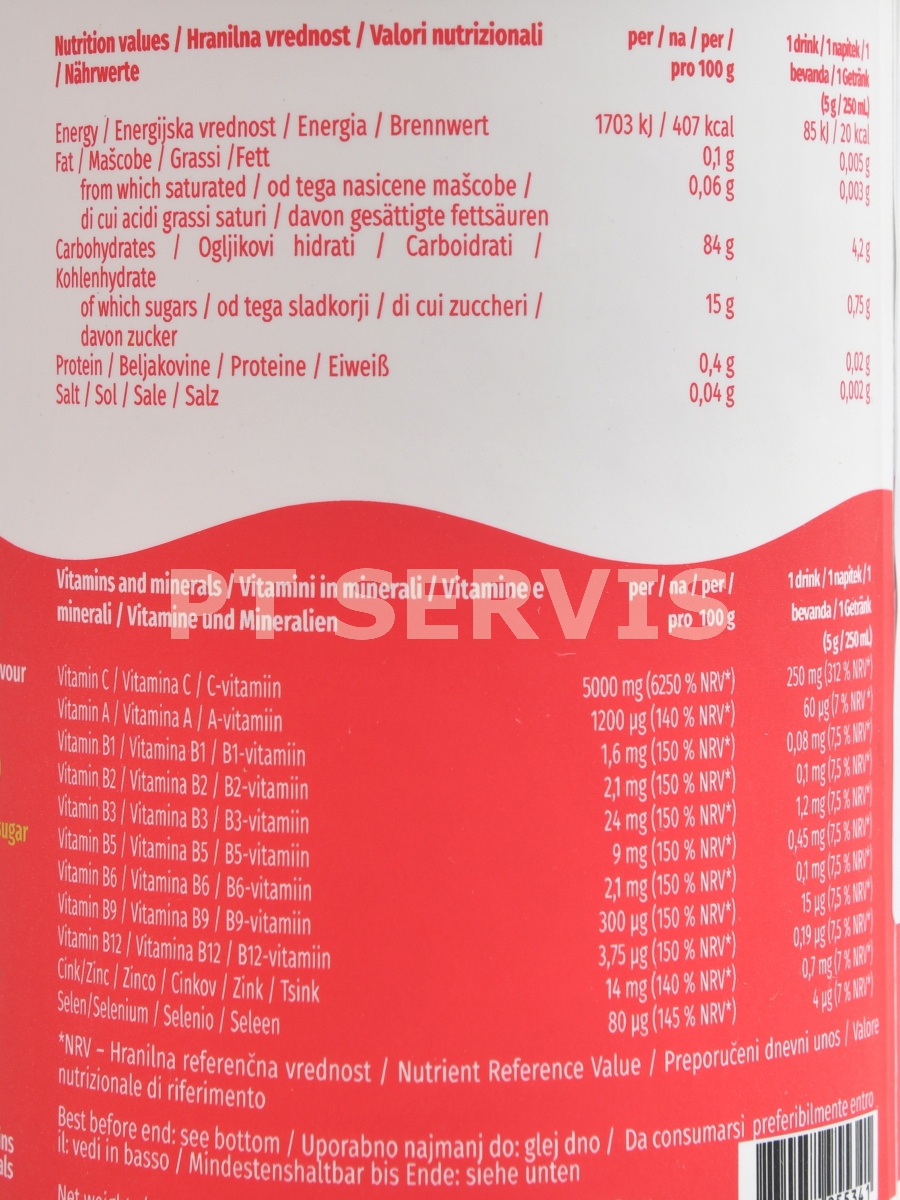 Nutrition values / Hranilna vrednost / Valori nutrizionali / Nährwerte
per / na / per / pro 100 g
1 drink / 1 napitek / 1 bevanda / 1 Getränk (5 g / 250 mL)
Energy / Energijska vrednost / Energia / Brennwert 1703 kJ / 407 kcal 85 kJ / 20 kcal
Fat / Mašcobe / Grassi /Fett 0,1 g 0,005 g
from which saturated / od tega nasicene mašcobe / 0,06 g 0,003 g
di cui acidi grassi saturi / davon gesättigte fettsäuren
Carbohydrates / Ogljikovi hidrati / Carboidrati / 84 g 4,2 g
Kohlenhydrate
of which sugars / od tega sladkorji / di cui zuccheri / 15 g 0,75 g
davon zucker
Protein / Beljakovine / Proteine / Eiweiß 0,4 g 0,02 g
Salt / Sol / Sale / Salz 0,04 g 0,002 g
PT SERVIS
Vitamins and minerals / Vitamini in minerali / Vitamine e minerali / Vitamine und Mineralien
per / na / per / pro 100 g
1 drink / 1 napitek / 1 bevanda / 1 Getränk (5 g / 250 mL)
Vitamin C / Vitamina C / C-vitamiin 5000 mg (6250 % NRV*) 250 mg (312 % NRV*)
Vitamin A / Vitamina A / A-vitamiin 1200 µg (140 % NRV*) 60 µg (7 % NRV*)
Vitamin B1 / Vitamina B1 / B1-vitamiin 1,6 mg (150 % NRV*) 0,08 mg (7,5 % NRV*)
Vitamin B2 / Vitamina B2 / B2-vitamiin 2,1 mg (150 % NRV*) 0,1 mg (7,5 % NRV*)
Vitamin B3 / Vitamina B3 / B3-vitamiin 24 mg (150 % NRV*) 1,2 mg (7,5 % NRV*)
Vitamin B5 / Vitamina B5 / B5-vitamiin 9 mg (150 % NRV*) 0,45 mg (7,5 % NRV*)
Vitamin B6 / Vitamina B6 / B6-vitamiin 2,1 mg (150 % NRV*) 0,1 mg (7,5 % NRV*)
Vitamin B9 / Vitamina B9 / B9-vitamiin 300 µg (150 % NRV*) 15 µg (7,5 % NRV*)
Vitamin B12 / Vitamina B12 / B12-vitamiin 3,75 µg (150 % NRV*) 0,19 µg (7,5 % NRV*)
Cink/Zinc / Zinco / Cinkov / Zink / Tsink 14 mg (140 % NRV*) 0,7 mg (7 % NRV*)
Selen/Selenium / Selenio / Seleen 80 µg (145 % NRV*) 4 µg (7 % NRV*)
*NRV – Hranilna referenčna vrednost / Nutrient Reference Value / Preporučeni dnevni unos / Valore
nutrizionale di riferimento
Best before end: see bottom / Uporabno najmanj do: glej dno / Da consumarsi preferibilmente entro
il: vedi in basso / Mindestenshaltbar bis Ende: siehe unten